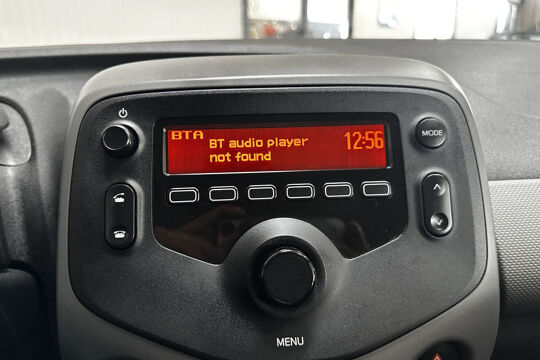 BTA
BT audio player
not found
12:56
MODE
MENU